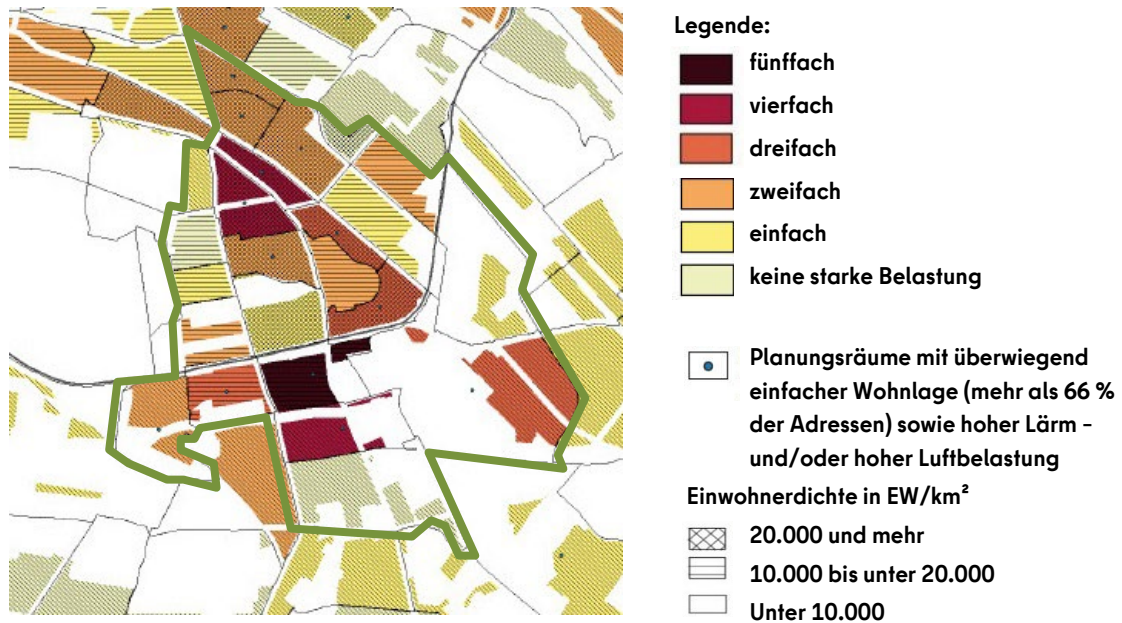 Legende:
fünffach
vierfach
dreifach
zweifach
einfach
keine starke Belastung
Planungsräume mit überwiegend
einfacher Wohnlage (mehr als 66 %
der Adressen) sowie hoher Lärm -
und/oder hoher Luftbelastung
Einwohnerdichte in EW/km²
20.000 und mehr
10.000 bis unter 20.000
Unter 10.000